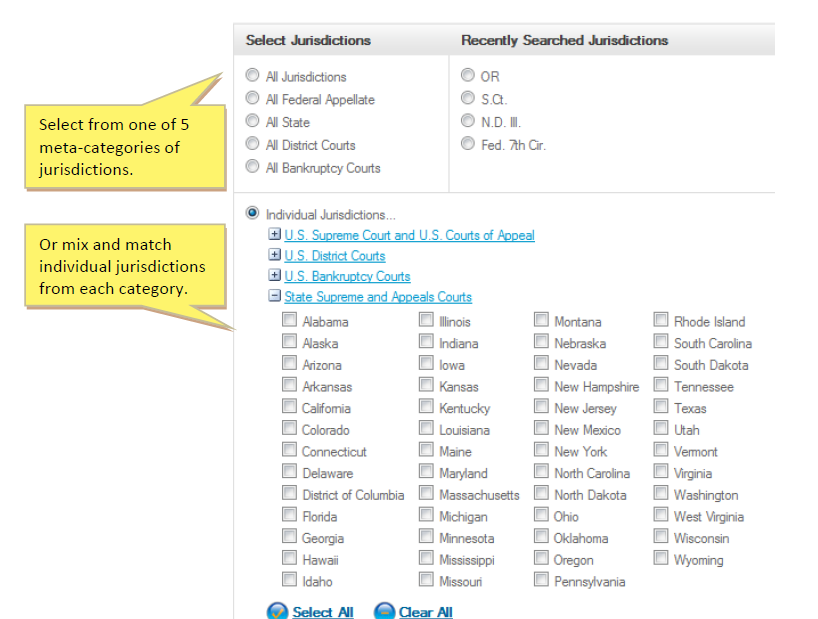 Select Jurisdictions
Recently Searched Jurisdictions
All Jurisdictions
All Federal Appellate
All State
All District Courts
All Bankruptcy Courts
OR
S.Ct.
N.D. Ill.
Fed. 7th Cir.
Select from one of 5
meta-categories of
jurisdictions.
Or mix and match
individual jurisdictions
from each category.
Individual Jurisdictions...
U.S. Supreme Court and U.S. Courts of Appeal
U.S. District Courts
U.S. Bankruptcy Courts
State Supreme and Appeals Courts
Alabama
Alaska
Arizona
Arkansas
California
Colorado
Connecticut
Delaware
District of Columbia
Florida
Georgia
Hawaii
Idaho
Illinois
Indiana
Iowa
Kansas
Kentucky
Louisiana
Maine
Maryland
Massachusetts
Michigan
Minnesota
Mississippi
Missouri
Montana
Nebraska
Nevada
New Hampshire
New Jersey
New Mexico
New York
North Carolina
North Dakota
Ohio
Oklahoma
Oregon
Pennsylvania
Rhode Island
South Carolina
South Dakota
Tennessee
Texas
Utah
Vermont
Virginia
Washington
West Virginia
Wisconsin
Wyoming
Select All
Clear All